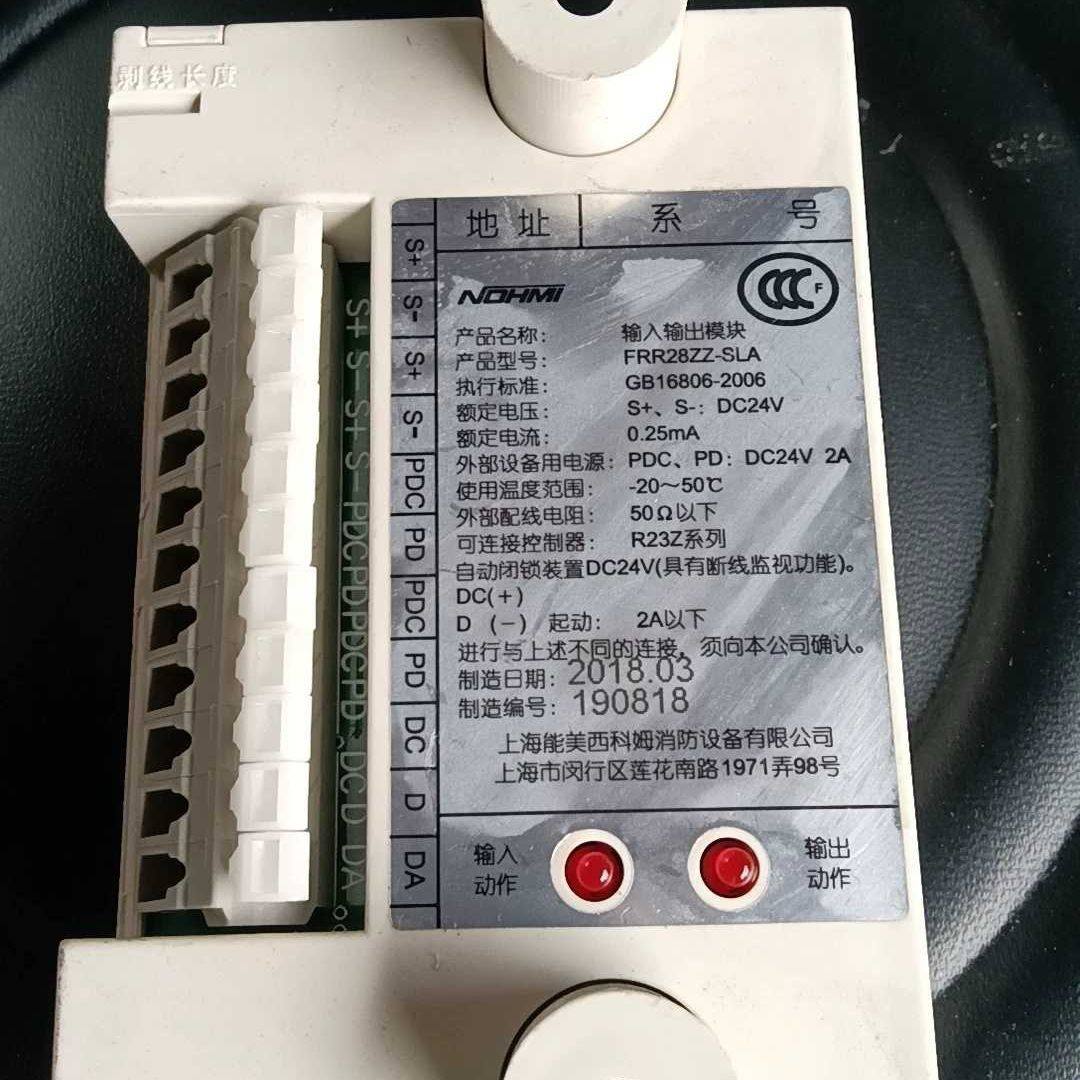 剥线长度
地址 系 号
S+
S-
S+
S-
PDC
PD
PDC
PD
DC
D
DA
S+ S- S+ S- PDC PD PDC PD DC D DA
NOHMI
CCC F
产品名称: 输入输出模块
产品型号: FRR28ZZ-SLA
执行标准: GB16806-2006
额定电压: S+、S-: DC24V
额定电流: 0.25mA
外部设备用电源: PDC、PD: DC24V 2A
使用温度范围: -20~50℃
外部配线电阻: 50Ω以下
可连接控制器: R23Z系列
自动闭锁装置DC24V(具有断线监视功能)。
DC(+)
D (-) 起动: 2A以下
进行与上述不同的连接，须向本公司确认。
制造日期: 2018.03
制造编号: 190818
上海能美西科姆消防设备有限公司
上海市闵行区莲花南路1971弄98号
输入
动作
输出
动作